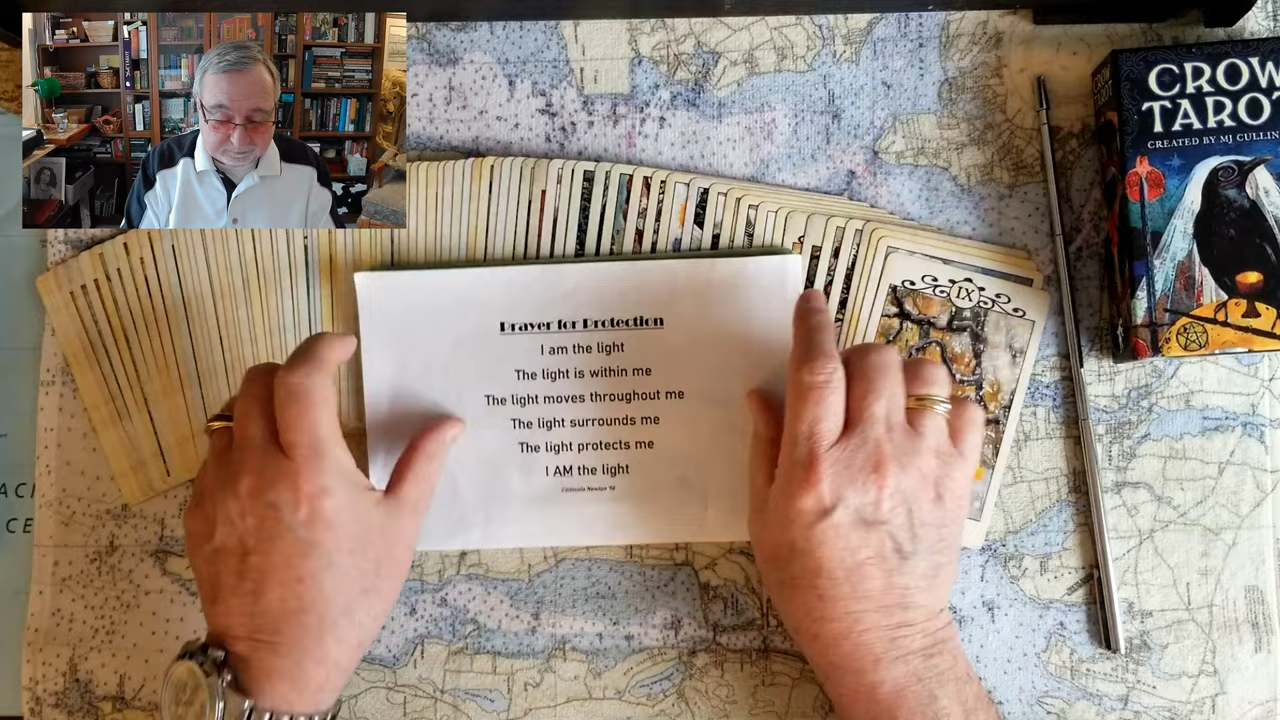 CROW
TAROT
CREATED BY MJ CULLIN
IX
Prayer for Protection
I am the light
The light is within me
The light moves throughout me
The light surrounds me
The light protects me
I AM the light